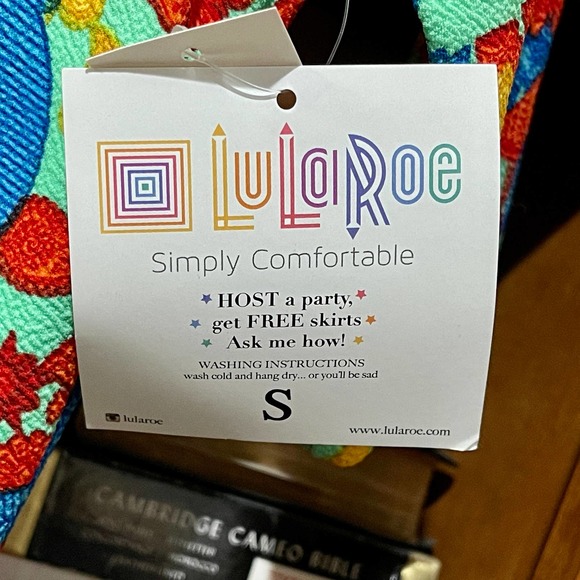 LuLaRoe
Simply Comfortable
HOST a party,
get FREE skirts
Ask me how!
WASHING INSTRUCTIONS
wash cold and hang dry... or you'll be sad
S
lularoe
www.lularoe.com
CAMBRIDGE CAMEO BIBLE